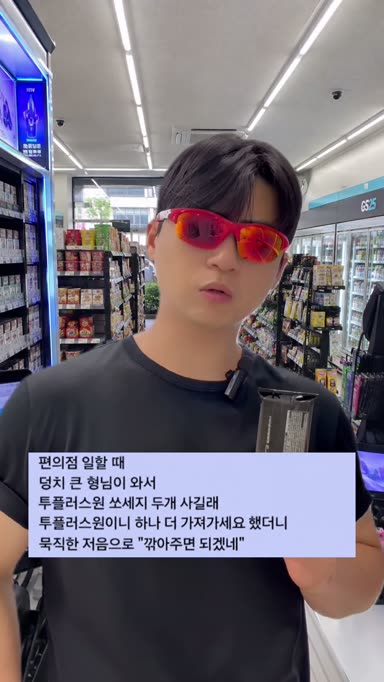 GS25
편의점 일할 때
덩치 큰 형님이 와서
투플러스원 쏘세지 두개 사길래
투플러스원이니 하나 더 가져가세요 했더니
묵직한 저음으로 "깎아주면 되겠네"